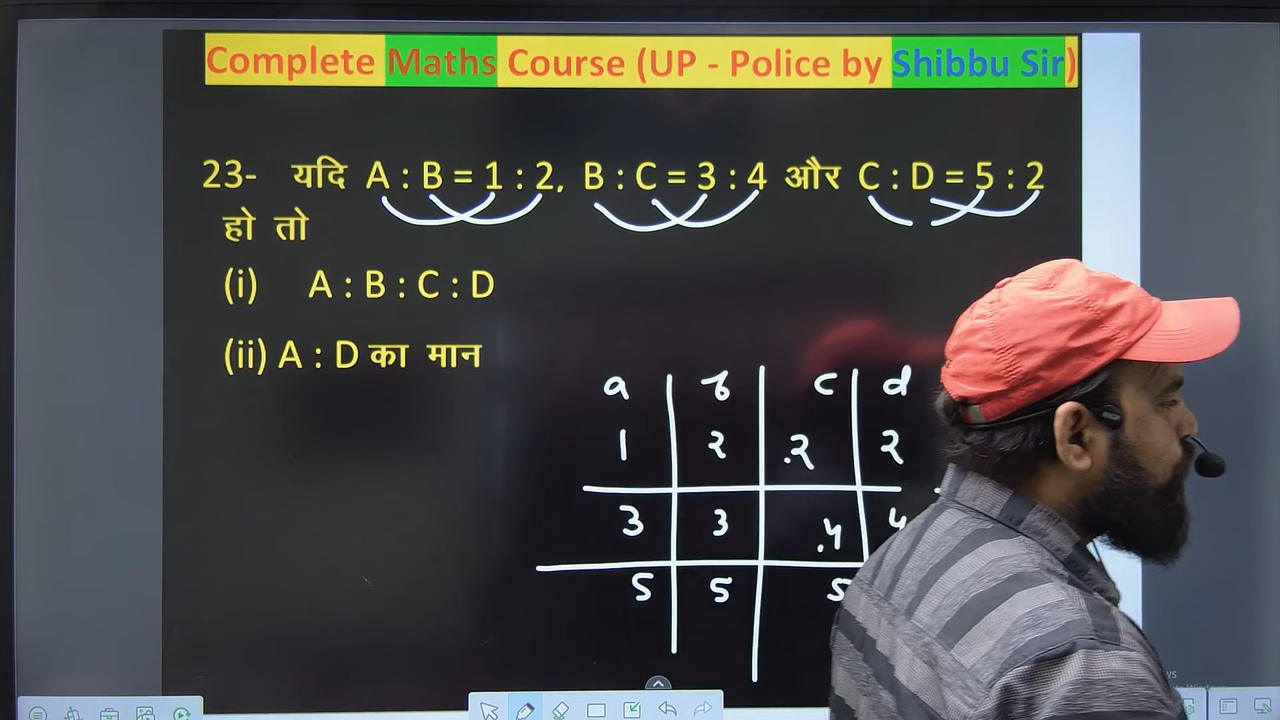 Complete Maths Course (UP - Police by Shibbu Sir)
23- यदि A : B = 1 : 2, B : C = 3 : 4 और C : D = 5 : 2
हो तो
(i) A : B : C : D
(ii) A : D का मान
a b c d
1 2 .2 2
3 3 .4 4
5 5 5